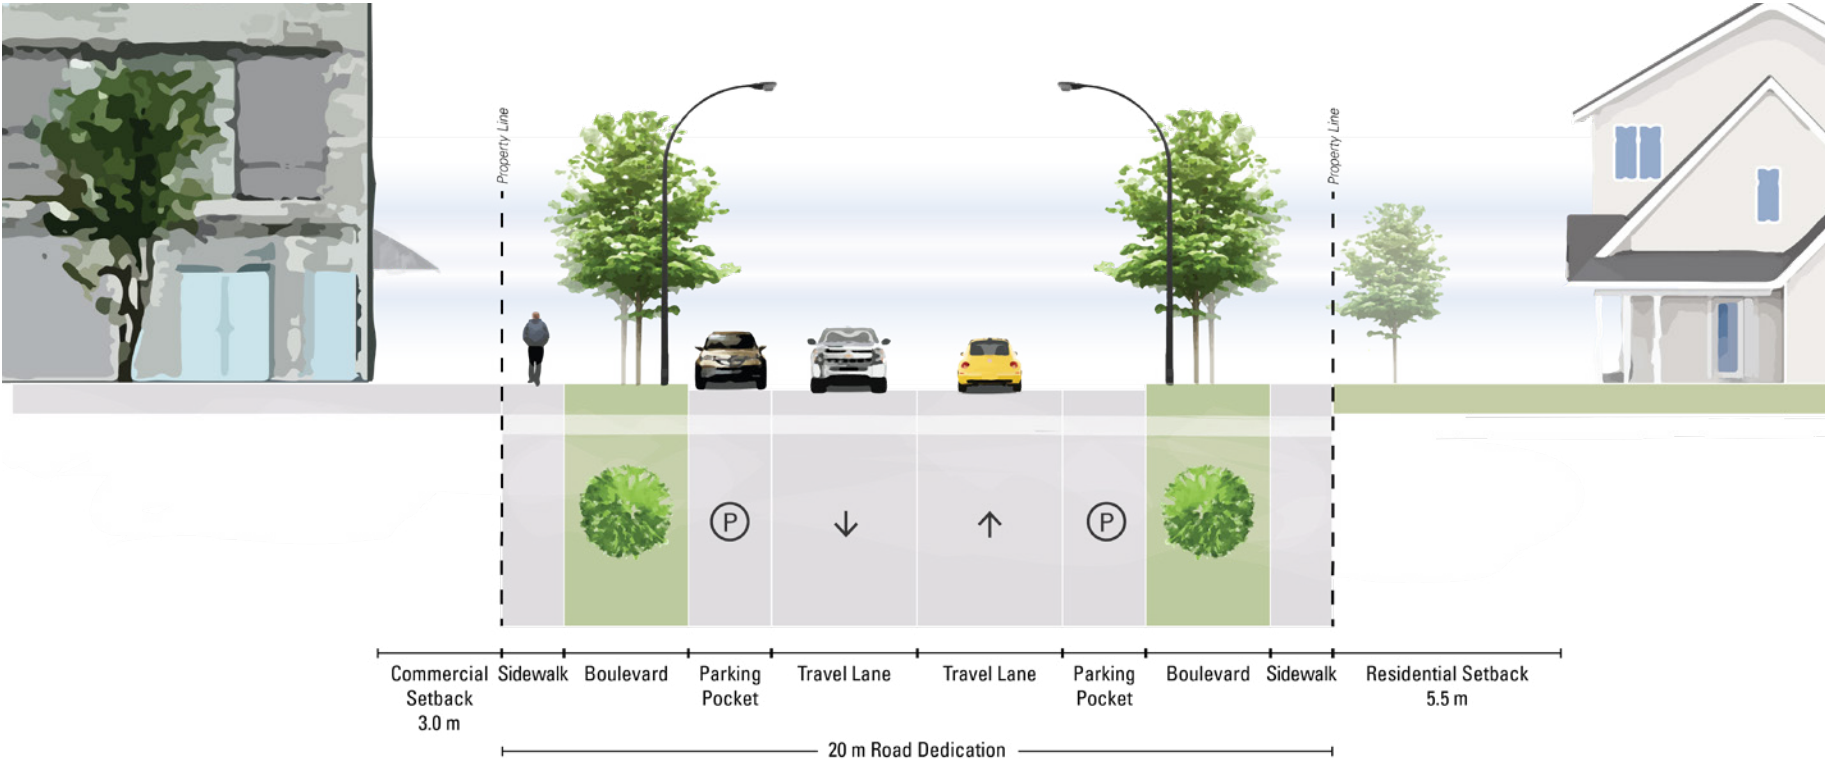 Property Line
Property Line
P
P
Commercial
Setback
3.0 m
Sidewalk
Boulevard
Parking
Pocket
Travel Lane
Travel Lane
Parking
Pocket
Boulevard
Sidewalk
Residential Setback
5.5 m
20 m Road Dedication